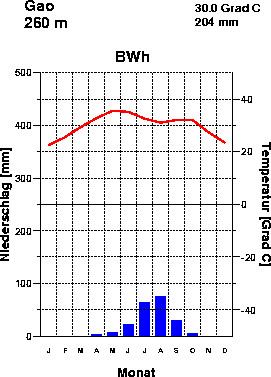 Gao
30.0 Grad C
260 m
204 mm
BWh
500
400
300
200
100
0
40
20
0
-20
-40
Niederschlag [mm]
Temperatur [Grad C]
J F M A M J J A S O N D
Monat